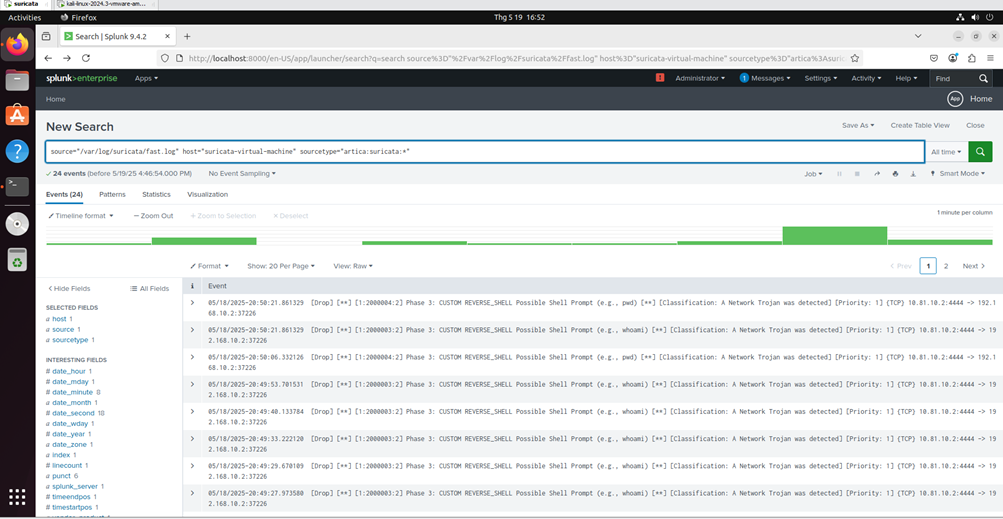 suricata
kali-linux-2024.3-vmware-am...
Activities
Firefox
Thg 5 19 16:52
Search | Splunk 9.4.2
http://localhost:8000/en-US/app/launcher/search?q=search source%3D"%2Fvar%2Flog%2Fsuricata%2Ffast.log" host%3D"suricata-virtual-machine" sourcetype%3D"artica%3Asuric
splunk>enterprise
Apps
!
Administrator
1 Messages
Settings
Activity
Help
Find
Home
App
Home
New Search
Save As
Create Table View
Close
source="/var/log/suricata/fast.log" host="suricata-virtual-machine" sourcetype="artica:suricata:*"
All time
24 events (before 5/19/25 4:46:54.000 PM)
No Event Sampling
Job
Smart Mode
Events (24)
Patterns
Statistics
Visualization
Timeline format
— Zoom Out
+ Zoom to Selection
× Deselect
1 minute per column
Format
Show: 20 Per Page
View: Raw
< Prev
1
2
Next >
< Hide Fields
All Fields
i
Event
SELECTED FIELDS
a host 1
a source 1
a sourcetype 1
INTERESTING FIELDS
# date_hour 1
# date_mday 1
# date_minute 8
a date_month 1
# date_second 18
a date_wday 1
# date_year 1
a date_zone 1
a index 1
# linecount 1
a punct 6
a splunk_server 1
# timeendpos 1
# timestartpos 1
05/18/2025-20:50:21.861329 [Drop] [**] [1:2000004:2] Phase 3: CUSTOM REVERSE_SHELL Possible Shell Prompt (e.g., pwd) [**] [Classification: A Network Trojan was detected] [Priority: 1] {TCP} 10.81.10.2:4444 -> 192.1
68.10.2:37226
05/18/2025-20:50:21.861329 [Drop] [**] [1:2000003:2] Phase 3: CUSTOM REVERSE_SHELL Possible Shell Prompt (e.g., whoami) [**] [Classification: A Network Trojan was detected] [Priority: 1] {TCP} 10.81.10.2:4444 -> 19
2.168.10.2:37226
05/18/2025-20:50:06.332126 [Drop] [**] [1:2000004:2] Phase 3: CUSTOM REVERSE_SHELL Possible Shell Prompt (e.g., pwd) [**] [Classification: A Network Trojan was detected] [Priority: 1] {TCP} 10.81.10.2:4444 -> 192.1
68.10.2:37226
05/18/2025-20:49:53.701531 [Drop] [**] [1:2000003:2] Phase 3: CUSTOM REVERSE_SHELL Possible Shell Prompt (e.g., whoami) [**] [Classification: A Network Trojan was detected] [Priority: 1] {TCP} 10.81.10.2:4444 -> 19
2.168.10.2:37226
05/18/2025-20:49:40.133784 [Drop] [**] [1:2000003:2] Phase 3: CUSTOM REVERSE_SHELL Possible Shell Prompt (e.g., whoami) [**] [Classification: A Network Trojan was detected] [Priority: 1] {TCP} 10.81.10.2:4444 -> 19
2.168.10.2:37226
05/18/2025-20:49:33.222120 [Drop] [**] [1:2000003:2] Phase 3: CUSTOM REVERSE_SHELL Possible Shell Prompt (e.g., whoami) [**] [Classification: A Network Trojan was detected] [Priority: 1] {TCP} 10.81.10.2:4444 -> 19
2.168.10.2:37226
05/18/2025-20:49:29.670109 [Drop] [**] [1:2000003:2] Phase 3: CUSTOM REVERSE_SHELL Possible Shell Prompt (e.g., whoami) [**] [Classification: A Network Trojan was detected] [Priority: 1] {TCP} 10.81.10.2:4444 -> 19
2.168.10.2:37226
05/18/2025-20:49:27.973580 [Drop] [**] [1:2000003:2] Phase 3: CUSTOM REVERSE_SHELL Possible Shell Prompt (e.g., whoami) [**] [Classification: A Network Trojan was detected] [Priority: 1] {TCP} 10.81.10.2:4444 -> 19
2.168.10.2:37226